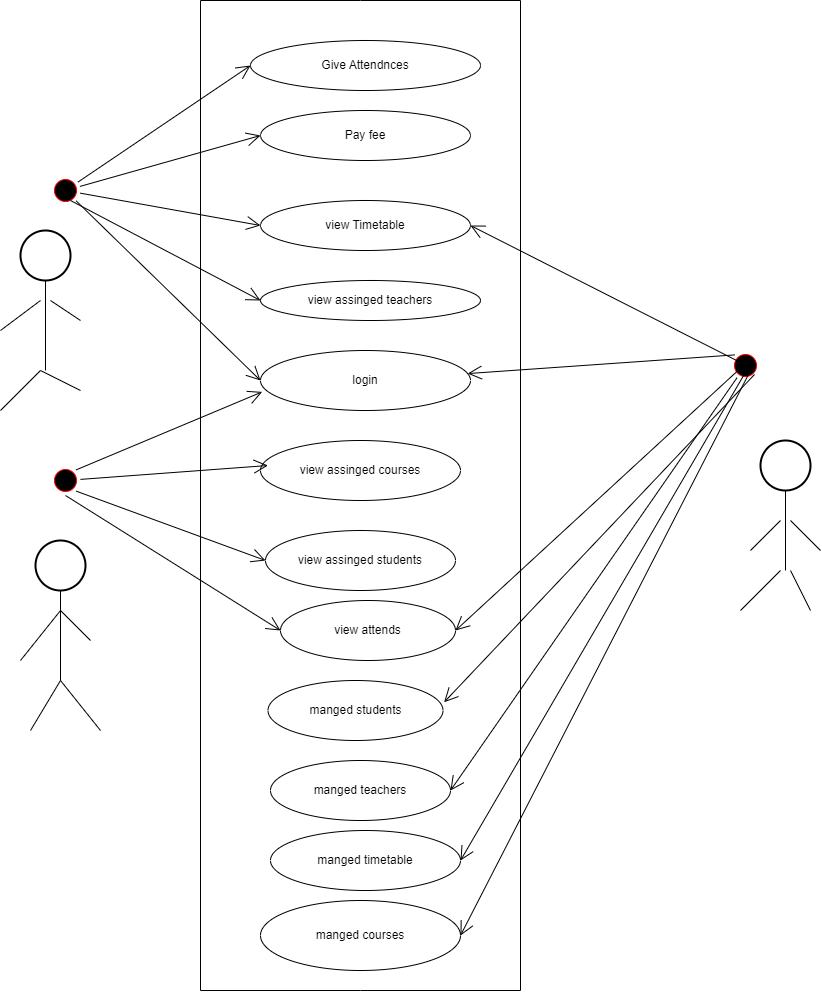 Give Attendnces
Pay fee
view Timetable
view assinged teachers
login
view assinged courses
view assinged students
view attends
manged students
manged teachers
manged timetable
manged courses